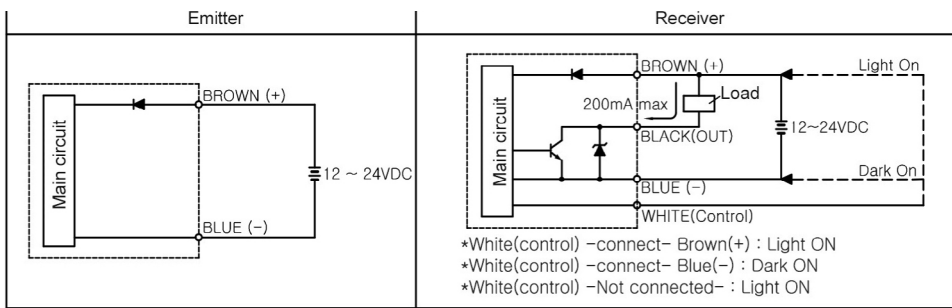 Emitter
Receiver
Main circuit
BROWN (+)
12 ~ 24VDC
BLUE (-)
Main circuit
BROWN (+)
Light On
200mA max
Load
BLACK(OUT)
12~24VDC
Dark On
BLUE (-)
WHITE(Control)
*White(control) -connect- Brown(+) : Light ON
*White(control) -connect- Blue(-) : Dark ON
*White(control) -Not connected- : Light ON